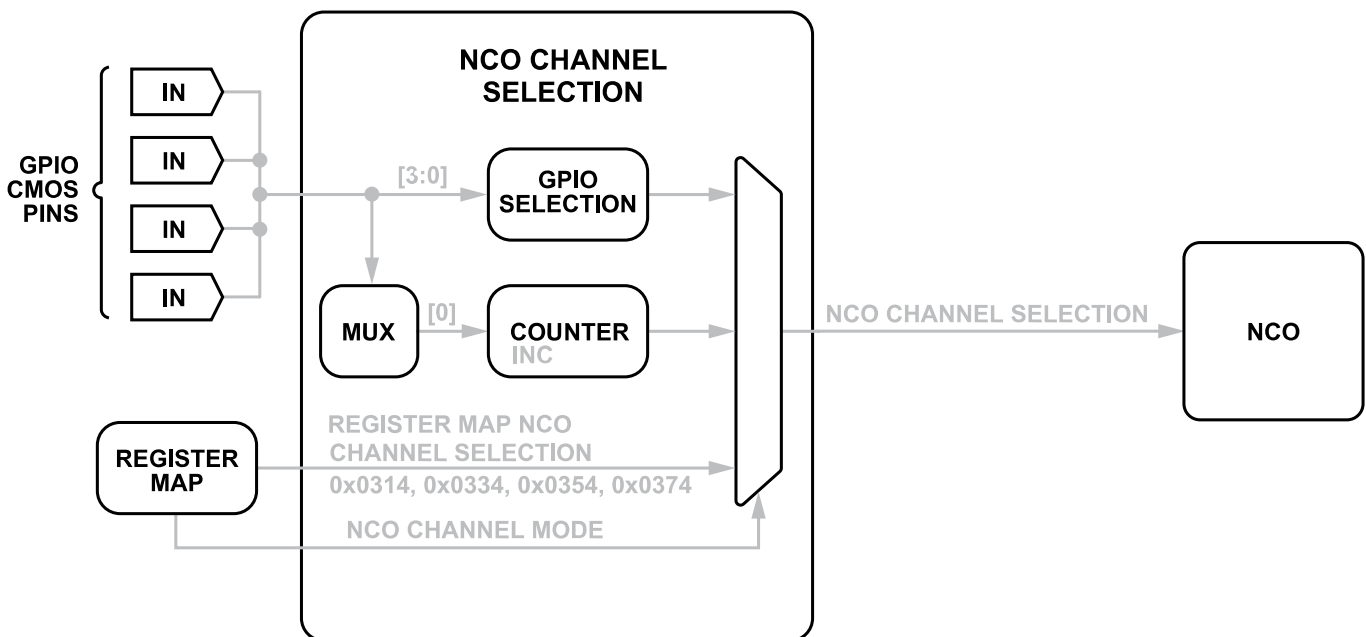 NCO CHANNEL
SELECTION
GPIO
CMOS
PINS
IN
IN
IN
IN
[3:0]
GPIO
SELECTION
MUX
[0]
COUNTER
INC
NCO CHANNEL SELECTION
NCO
REGISTER
MAP
REGISTER MAP NCO
CHANNEL SELECTION
0x0314, 0x0334, 0x0354, 0x0374
NCO CHANNEL MODE